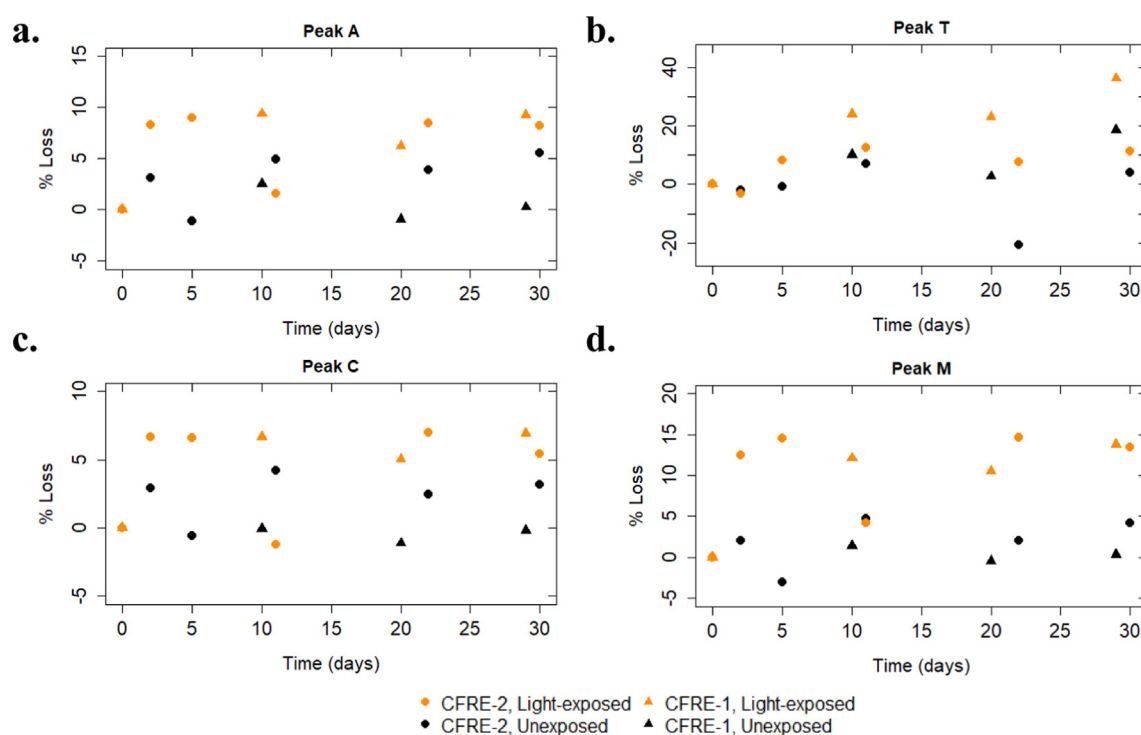 a.
Peak A
15
10
5
0
-5
% Loss
0 5 10 15 20 25 30
Time (days)
b.
Peak T
40
20
0
-20
% Loss
0 5 10 15 20 25 30
Time (days)
c.
Peak C
10
5
0
-5
% Loss
0 5 10 15 20 25 30
Time (days)
d.
Peak M
20
15
10
5
0
-5
% Loss
0 5 10 15 20 25 30
Time (days)
CFRE-2, Light-exposed CFRE-1, Light-exposed
CFRE-2, Unexposed CFRE-1, Unexposed